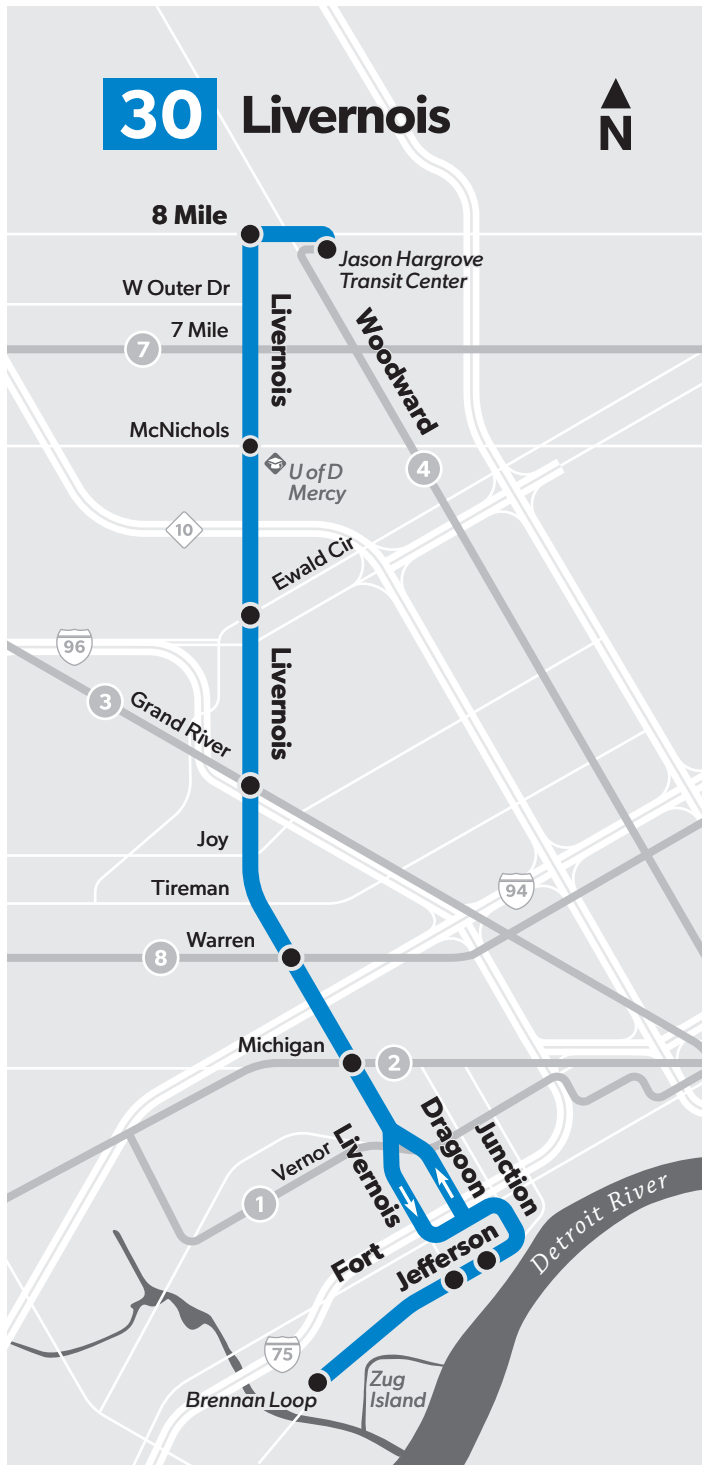 30 Livernois
N
8 Mile
Jason Hargrove
Transit Center
W Outer Dr
Livernois
7 Mile
7
Woodward
McNichols
4
U of D
Mercy
10
Ewald Cir
96
Livernois
3
Grand River
Joy
94
Tireman
Warren
8
Michigan
2
Dragoon
Junction
Livernois
Vernor
1
Detroit River
Fort
Jefferson
75
Zug
Island
Brennan Loop